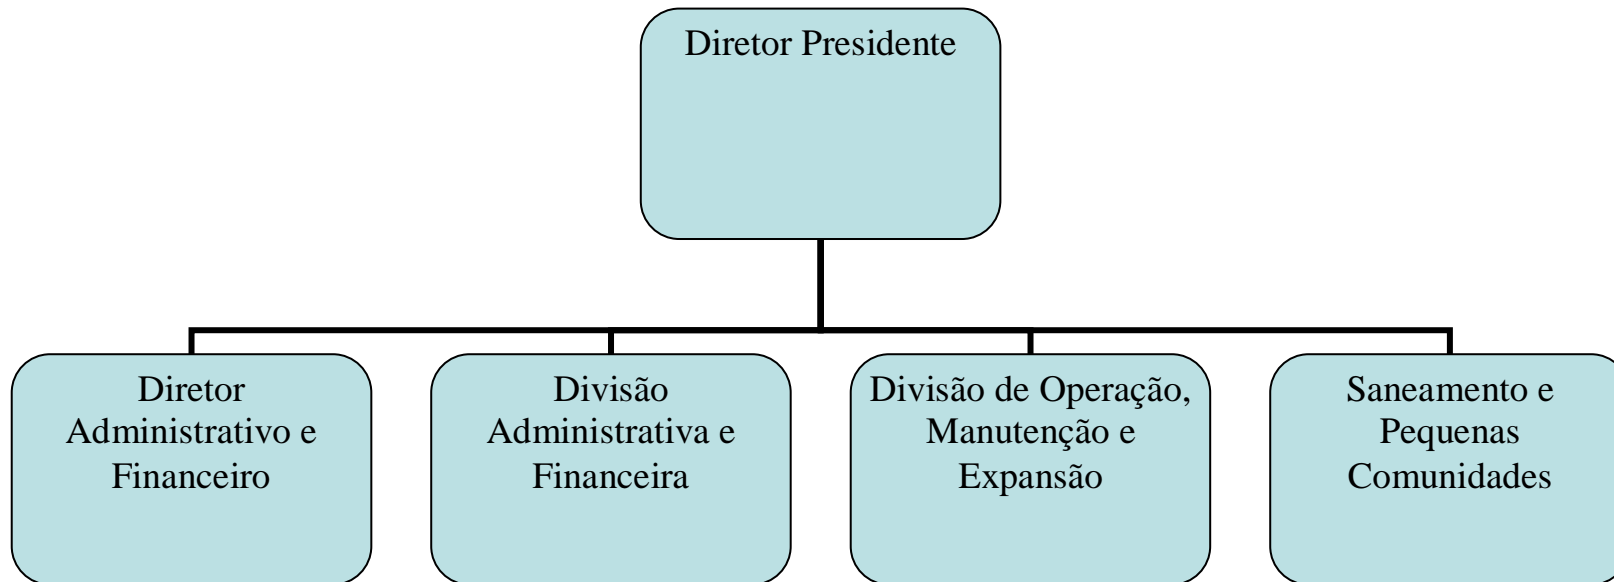 Diretor Presidente
Diretor
Administrativo e
Financeiro
Divisão
Administrativa e
Financeira
Divisão de Operação,
Manutenção e
Expansão
Saneamento e
Pequenas
Comunidades